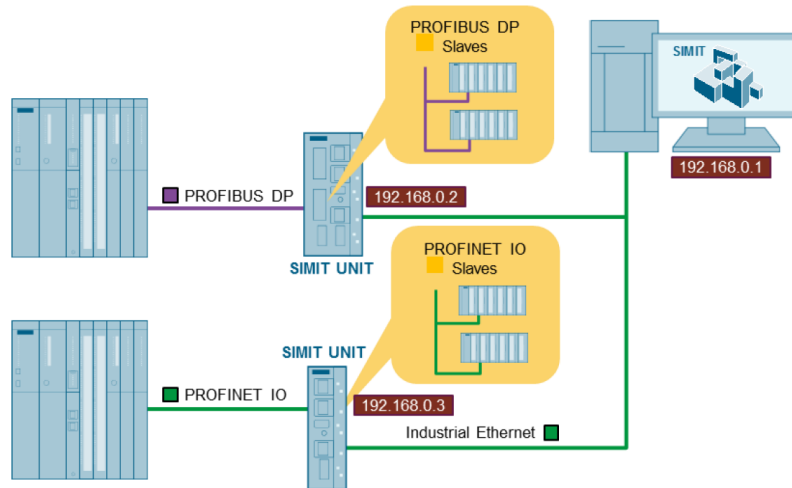 PROFIBUS DP
Slaves
SIMIT
192.168.0.1
PROFIBUS DP
192.168.0.2
SIMIT UNIT
PROFINET IO
Slaves
SIMIT UNIT
PROFINET IO
192.168.0.3
Industrial Ethernet